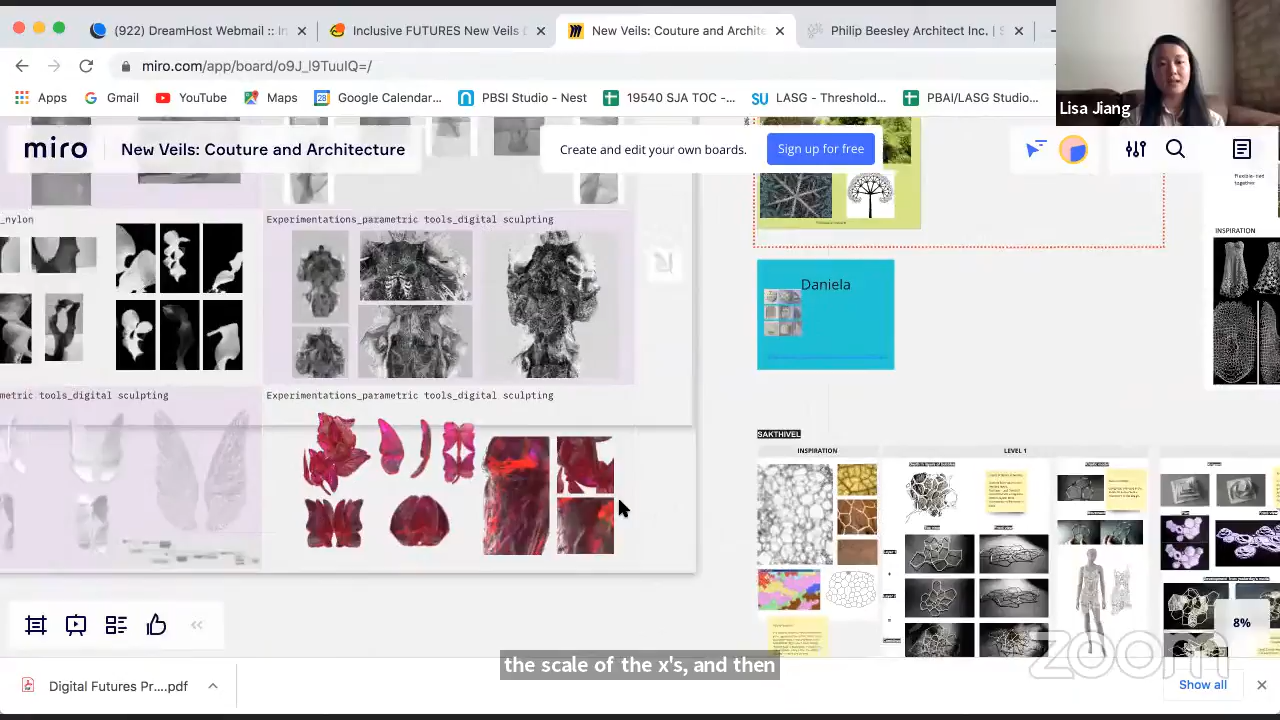 (922) DreamHost Webmail :: In
Inclusive FUTURES New Veils
New Veils: Couture and Archite
Philip Beesley Architect Inc. | S
miro.com/app/board/o9J_l9TuuIQ=/
Apps
Gmail
YouTube
Maps
Google Calendar...
PBSI Studio - Nest
19540 SJA TOC -...
LASG - Threshold...
PBAI/LASG Studio...
Lisa Jiang
miro
New Veils: Couture and Architecture
Create and edit your own boards.
Sign up for free
Flexible- tied
together
_nylon
Experimentations_parametric tools_digital sculpting
INSPIRATION
Daniela
metric tools_digital sculpting
Experimentations_parametric tools_digital sculpting
SAKTHIVEL
INSPIRATION
LEVEL 1
8%
the scale of the x's, and then
zoom
Digital Futures Pr....pdf
Show all